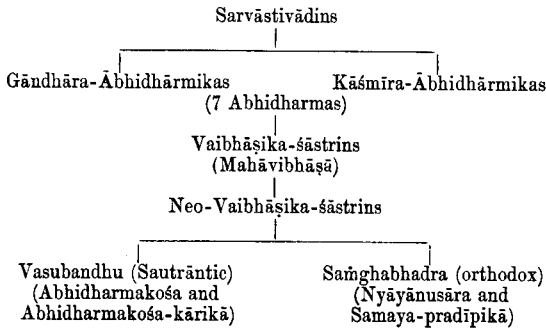 Sarvāstivādins
Gāndhāra-Ābhidhārmikas Kāśmīra-Ābhidhārmikas
(7 Abhidharmas)
Vaibhāṣika-śāstrins
(Mahāvibhāṣā)
Neo-Vaibhāṣika-śāstrins
Vasubandhu (Sautrāntic)
(Abhidharmakośa and
Abhidharmakośa-kārikā)
Saṁghabhadra (orthodox)
(Nyāyānusāra and
Samaya-pradīpikā)